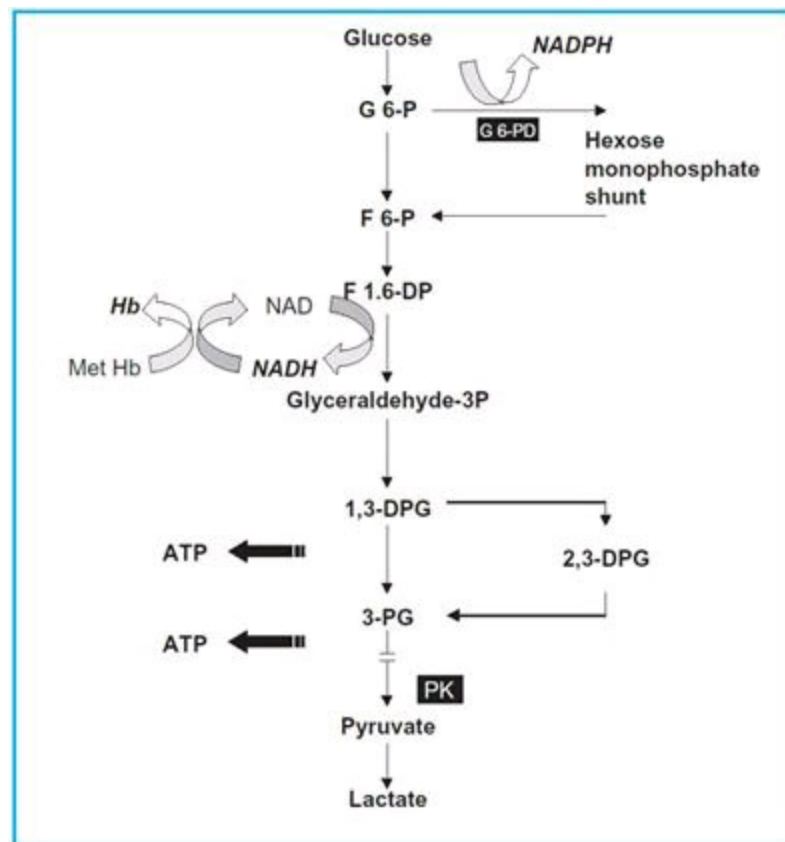 Glucose
NADPH
G 6-P
G 6-PD
Hexose
monophosphate
shunt
F 6-P
F 1.6-DP
Hb
NAD
Met Hb
NADH
Glyceraldehyde-3P
1,3-DPG
ATP
2,3-DPG
3-PG
ATP
PK
Pyruvate
Lactate